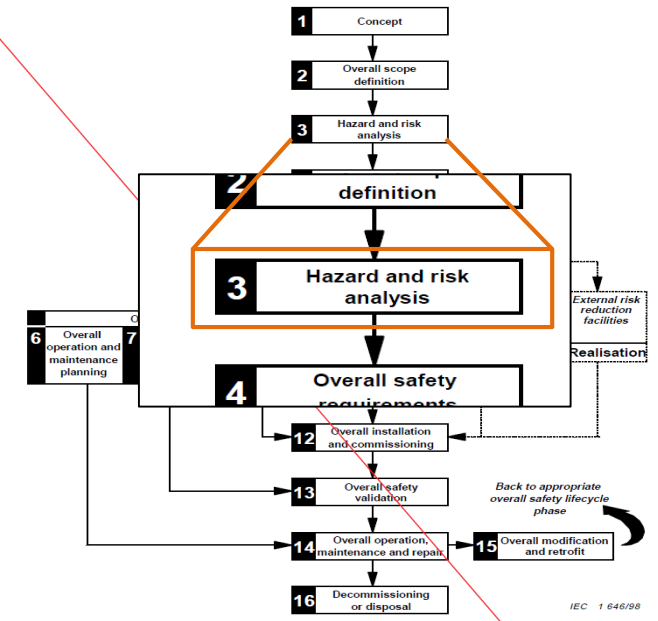 1 Concept
2 Overall scope
definition
3 Hazard and risk
analysis
2
definition
3 Hazard and risk
analysis
4 Overall safety
requirements
External risk
reduction
facilities
Realisation
O
6 Overall
operation and
maintenance
planning
7
12 Overall installation
and commissioning
13 Overall safety
validation
Back to appropriate
overall safety lifecycle
phase
14 Overall operation,
maintenance and repair
15 Overall modification
and retrofit
16 Decommissioning
or disposal
IEC 1 646/98